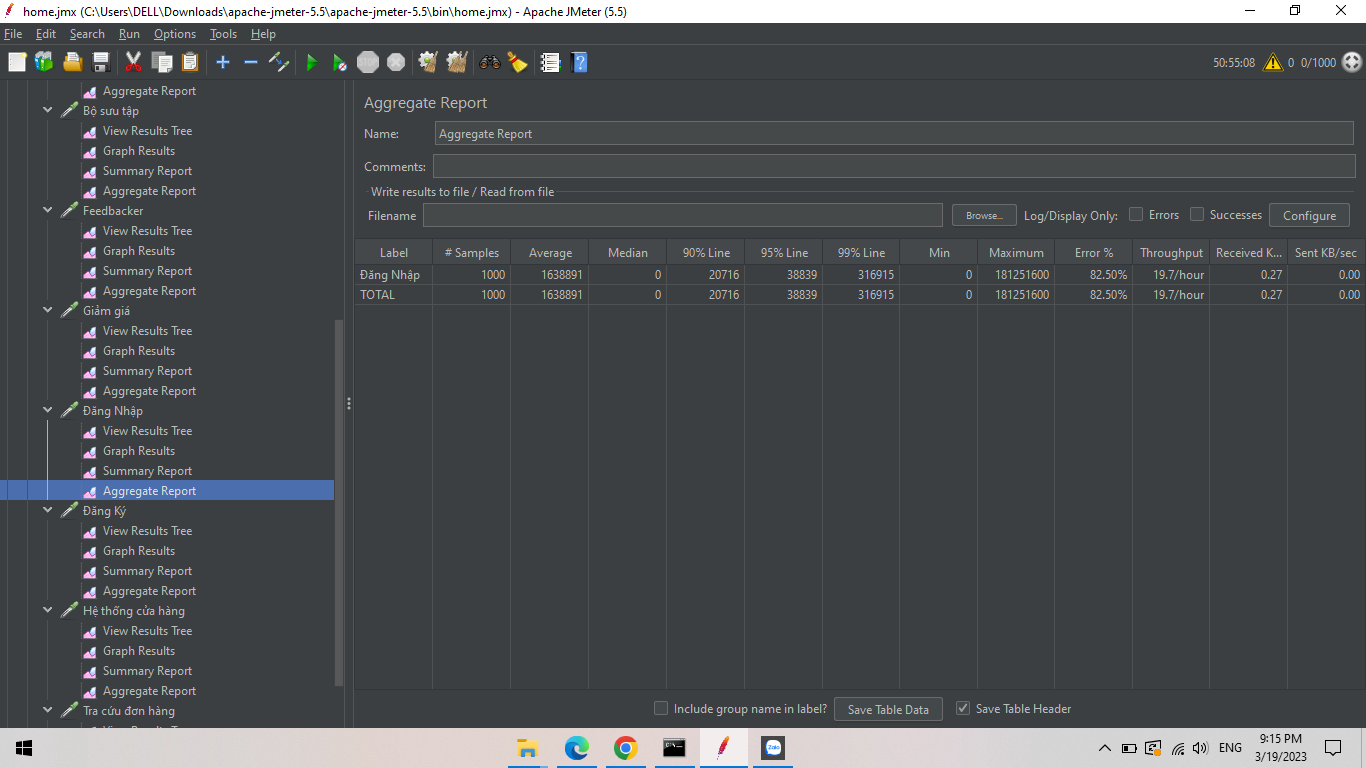 home.jmx (C:\Users\DELL\Downloads\apache-jmeter-5.5\apache-jmeter-5.5\bin\home.jmx) - Apache JMeter (5.5)
File Edit Search Run Options Tools Help
STOP 50:55:08 0 0/1000
Aggregate Report
Bộ sưu tập
View Results Tree
Graph Results
Summary Report
Aggregate Report
Feedbacker
View Results Tree
Graph Results
Summary Report
Aggregate Report
Giảm giá
View Results Tree
Graph Results
Summary Report
Aggregate Report
Đăng Nhập
View Results Tree
Graph Results
Summary Report
Aggregate Report
Đăng Ký
View Results Tree
Graph Results
Summary Report
Aggregate Report
Hệ thống cửa hàng
View Results Tree
Graph Results
Summary Report
Aggregate Report
Tra cứu đơn hàng
Aggregate Report
Name: Aggregate Report
Comments:
Write results to file / Read from file
Filename Browse... Log/Display Only: Errors Successes Configure
Label # Samples Average Median 90% Line 95% Line 99% Line Min Maximum Error % Throughput Received K... Sent KB/sec
Đăng Nhập 1000 1638891 0 20716 38839 316915 0 181251600 82.50% 19.7/hour 0.27 0.00
TOTAL 1000 1638891 0 20716 38839 316915 0 181251600 82.50% 19.7/hour 0.27 0.00
Include group name in label? Save Table Data Save Table Header
Zalo
ENG
9:15 PM
3/19/2023